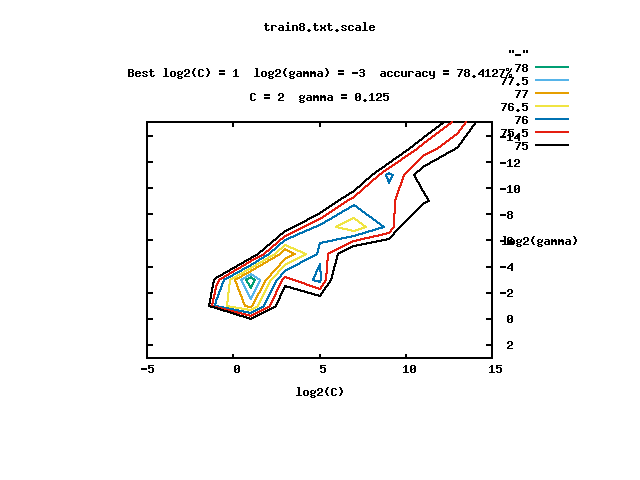 train8.txt.scale
"-"
Best log2(C) = 1  log2(gamma) = -3  accuracy = 78.4127%
78
77.5
77
C = 2  gamma = 0.125
76.5
76
75.5
-14
75
-12
-10
-8
-6
log2(gamma)
-4
-2
0
2
-5 0 5 10 15
log2(C)